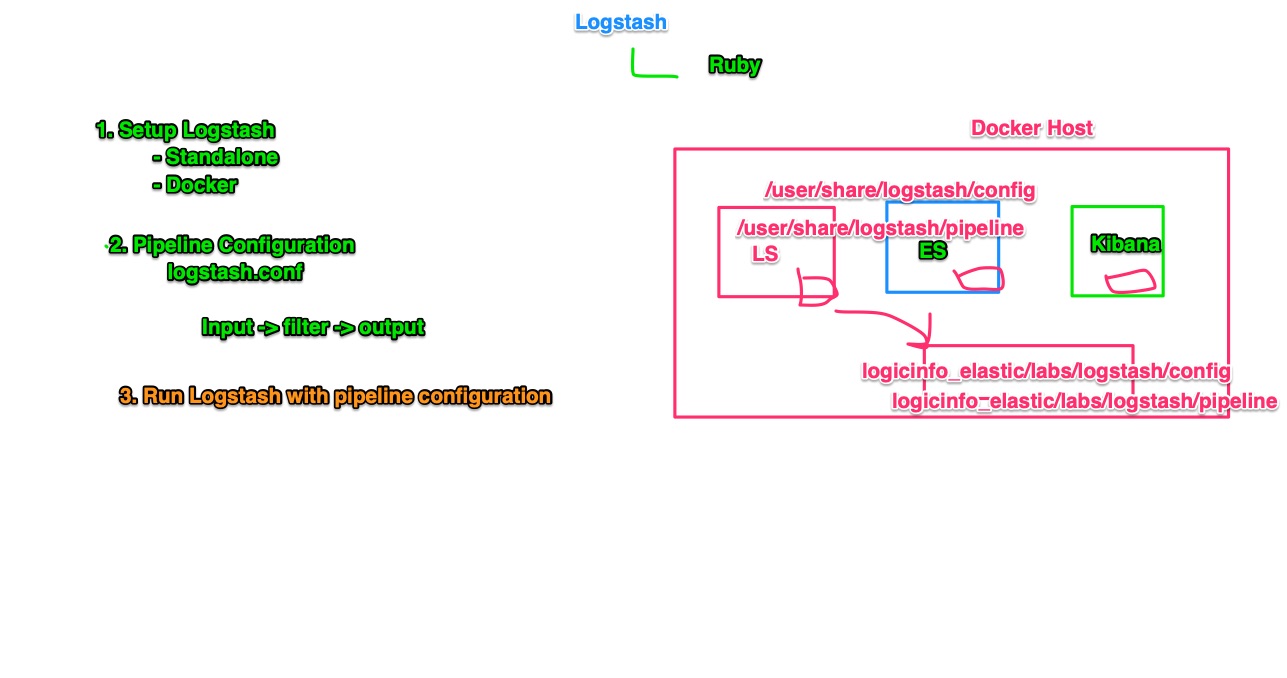 Logstash
Ruby
1. Setup Logstash
- Standalone
- Docker
2. Pipeline Configuration
logstash.conf
Input -> filter -> output
3. Run Logstash with pipeline configuration
Docker Host
/user/share/logstash/config
/user/share/logstash/pipeline
LS
ES
Kibana
logicinfo_elastic/labs/logstash/config
logicinfo_elastic/labs/logstash/pipeline